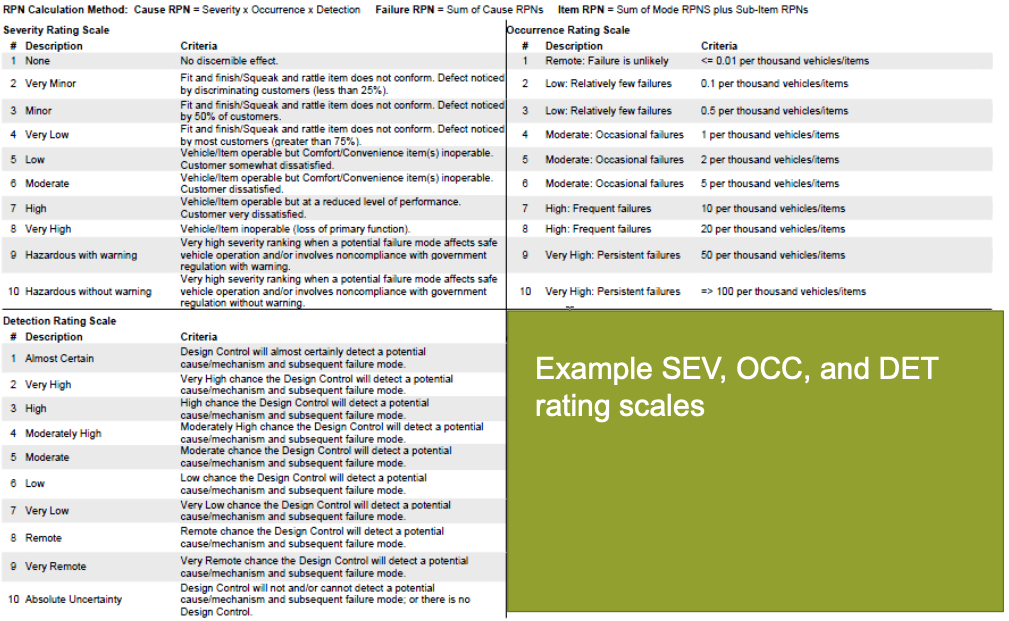 RPN Calculation Method: Cause RPN = Severity x Occurrence x Detection Failure RPN = Sum of Cause RPNs Item RPN = Sum of Mode RPNS plus Sub-Item RPNs
Severity Rating Scale
# Description Criteria
1 None No discernible effect.
2 Very Minor Fit and finish/Squeak and rattle item does not conform. Defect noticed
by discriminating customers (less than 25%).
3 Minor Fit and finish/Squeak and rattle item does not conform. Defect noticed
by 50% of customers.
4 Very Low Fit and finish/Squeak and rattle item does not conform. Defect noticed
by most customers (greater than 75%).
5 Low Vehicle/Item operable but Comfort/Convenience item(s) inoperable.
Customer somewhat dissatisfied.
6 Moderate Vehicle/Item operable but Comfort/Convenience item(s) inoperable.
Customer dissatisfied.
7 High Vehicle/Item operable but at a reduced level of performance.
Customer very dissatisfied.
8 Very High Vehicle/Item inoperable (loss of primary function).
9 Hazardous with warning Very high severity ranking when a potential failure mode affects safe
vehicle operation and/or involves noncompliance with government
regulation with warning.
10 Hazardous without warning Very high severity ranking when a potential failure mode affects safe
vehicle operation and/or involves noncompliance with government
regulation without warning.
Occurrence Rating Scale
# Description Criteria
1 Remote: Failure is unlikely <= 0.01 per thousand vehicles/items
2 Low: Relatively few failures 0.1 per thousand vehicles/items
3 Low: Relatively few failures 0.5 per thousand vehicles/items
4 Moderate: Occasional failures 1 per thousand vehicles/items
5 Moderate: Occasional failures 2 per thousand vehicles/items
6 Moderate: Occasional failures 5 per thousand vehicles/items
7 High: Frequent failures 10 per thousand vehicles/items
8 High: Frequent failures 20 per thousand vehicles/items
9 Very High: Persistent failures 50 per thousand vehicles/items
10 Very High: Persistent failures => 100 per thousand vehicles/items
Detection Rating Scale
# Description Criteria
1 Almost Certain Design Control will almost certainly detect a potential
cause/mechanism and subsequent failure mode.
2 Very High Very High chance the Design Control will detect a potential
cause/mechanism and subsequent failure mode.
3 High High chance the Design Control will detect a potential
cause/mechanism and subsequent failure mode.
4 Moderately High Moderately High chance the Design Control will detect a potential
cause/mechanism and subsequent failure mode.
5 Moderate Moderate chance the Design Control will detect a potential
cause/mechanism and subsequent failure mode.
6 Low Low chance the Design Control will detect a potential
cause/mechanism and subsequent failure mode.
7 Very Low Very Low chance the Design Control will detect a potential
cause/mechanism and subsequent failure mode.
8 Remote Remote chance the Design Control will detect a potential
cause/mechanism and subsequent failure mode.
9 Very Remote Very Remote chance the Design Control will detect a potential
cause/mechanism and subsequent failure mode.
10 Absolute Uncertainty Design Control will not and/or cannot detect a potential
cause/mechanism and subsequent failure mode; or there is no
Design Control.
Example SEV, OCC, and DET
rating scales